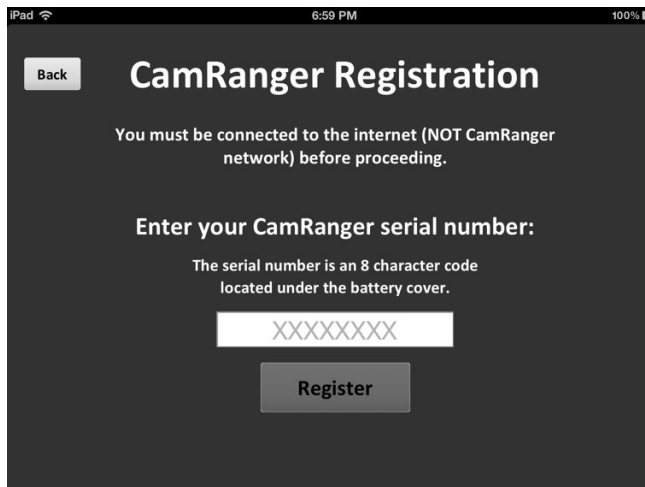 iPad 6:59 PM 100%
Back
CamRanger Registration
You must be connected to the internet (NOT CamRanger
network) before proceeding.
Enter your CamRanger serial number:
The serial number is an 8 character code
located under the battery cover.
XXXXXXXX
Register